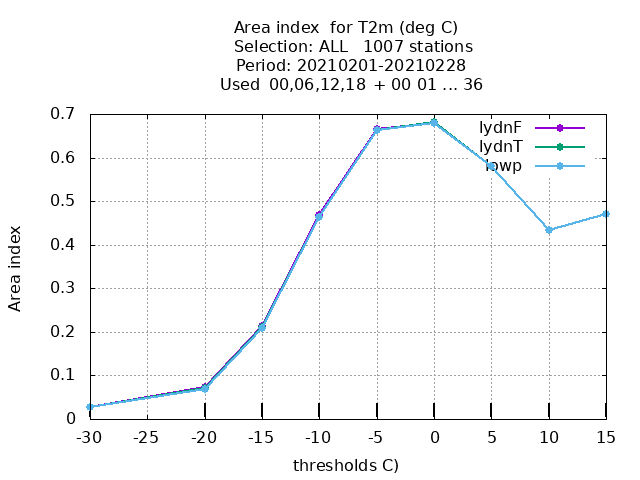 Area index  for T2m (deg C)
Selection: ALL   1007 stations
Period: 20210201-20210228
Used  00,06,12,18  + 00 01 ... 36
0.7
0.6
0.5
0.4
0.3
0.2
0.1
0
Area index
lydnF
lydnT
lowp
-30 -25 -20 -15 -10 -5 0 5 10 15
thresholds C)